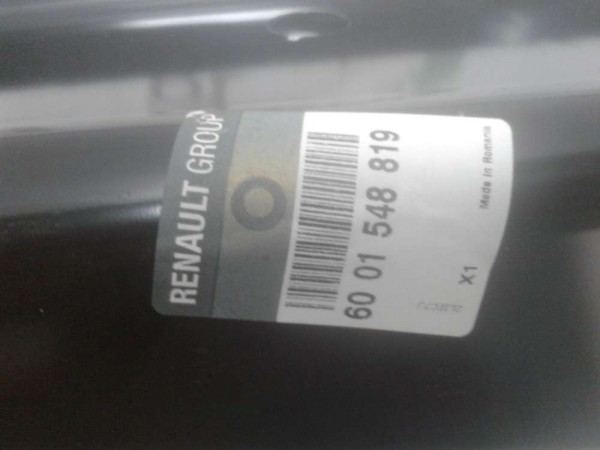 RENAULT GROUP
60 01 548 819
X1
Made in Romania